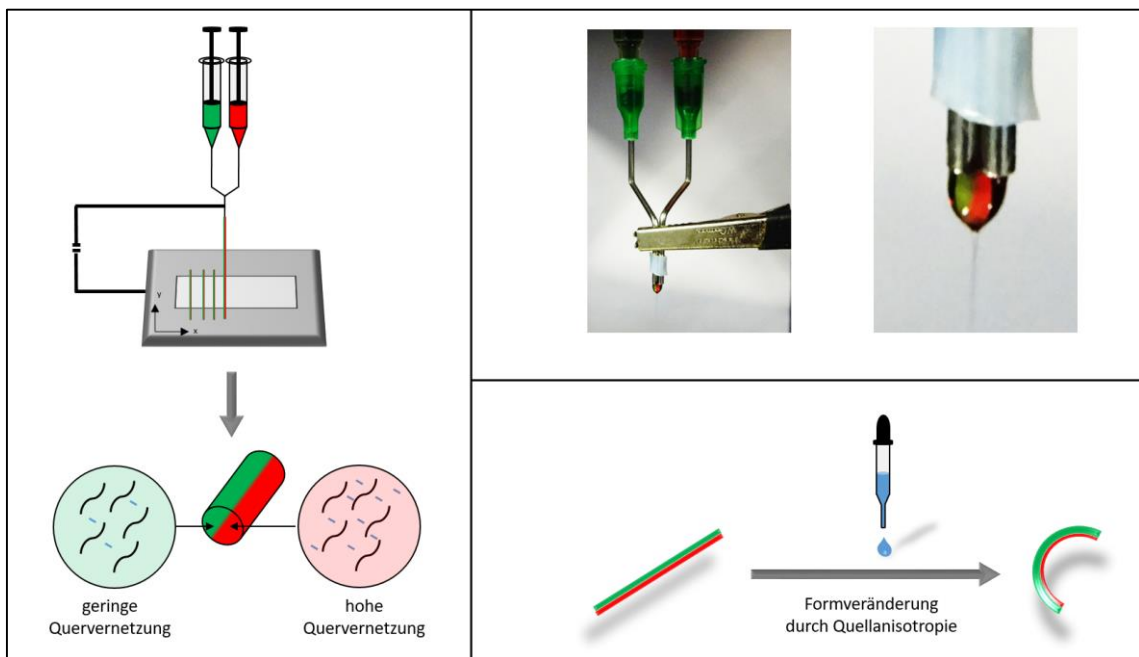 Y
X
geringe
Quervernetzung
hohe
Quervernetzung
Formveränderung
durch Quellanisotropie